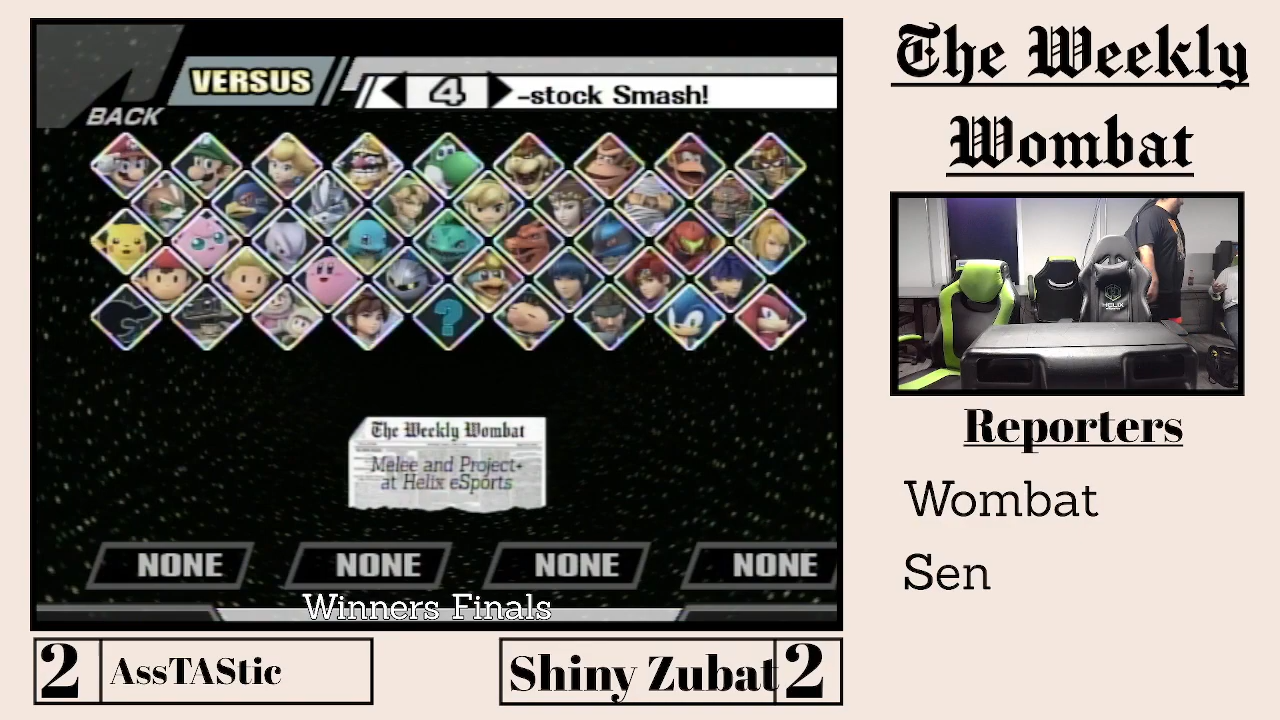 The Weekly
Wombat
VERSUS
4 -stock Smash!
BACK
?
HELIX
The Weekly Wombat
Melee and Project+
at Helix eSports
Reporters
Wombat
Sen
NONE NONE NONE NONE
Winners Finals
2 AssTAStic Shiny Zubat 2